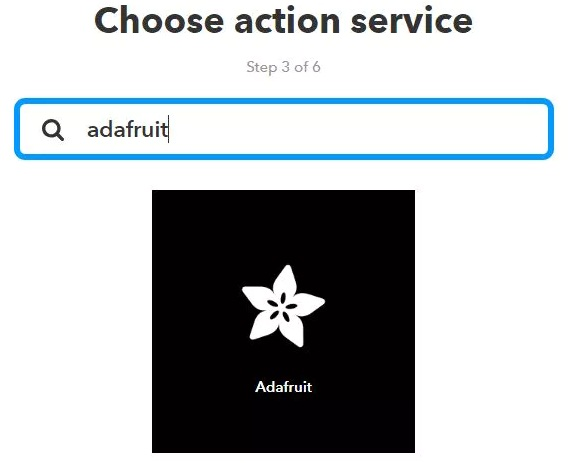 Choose action service
Step 3 of 6
adafruit
Adafruit